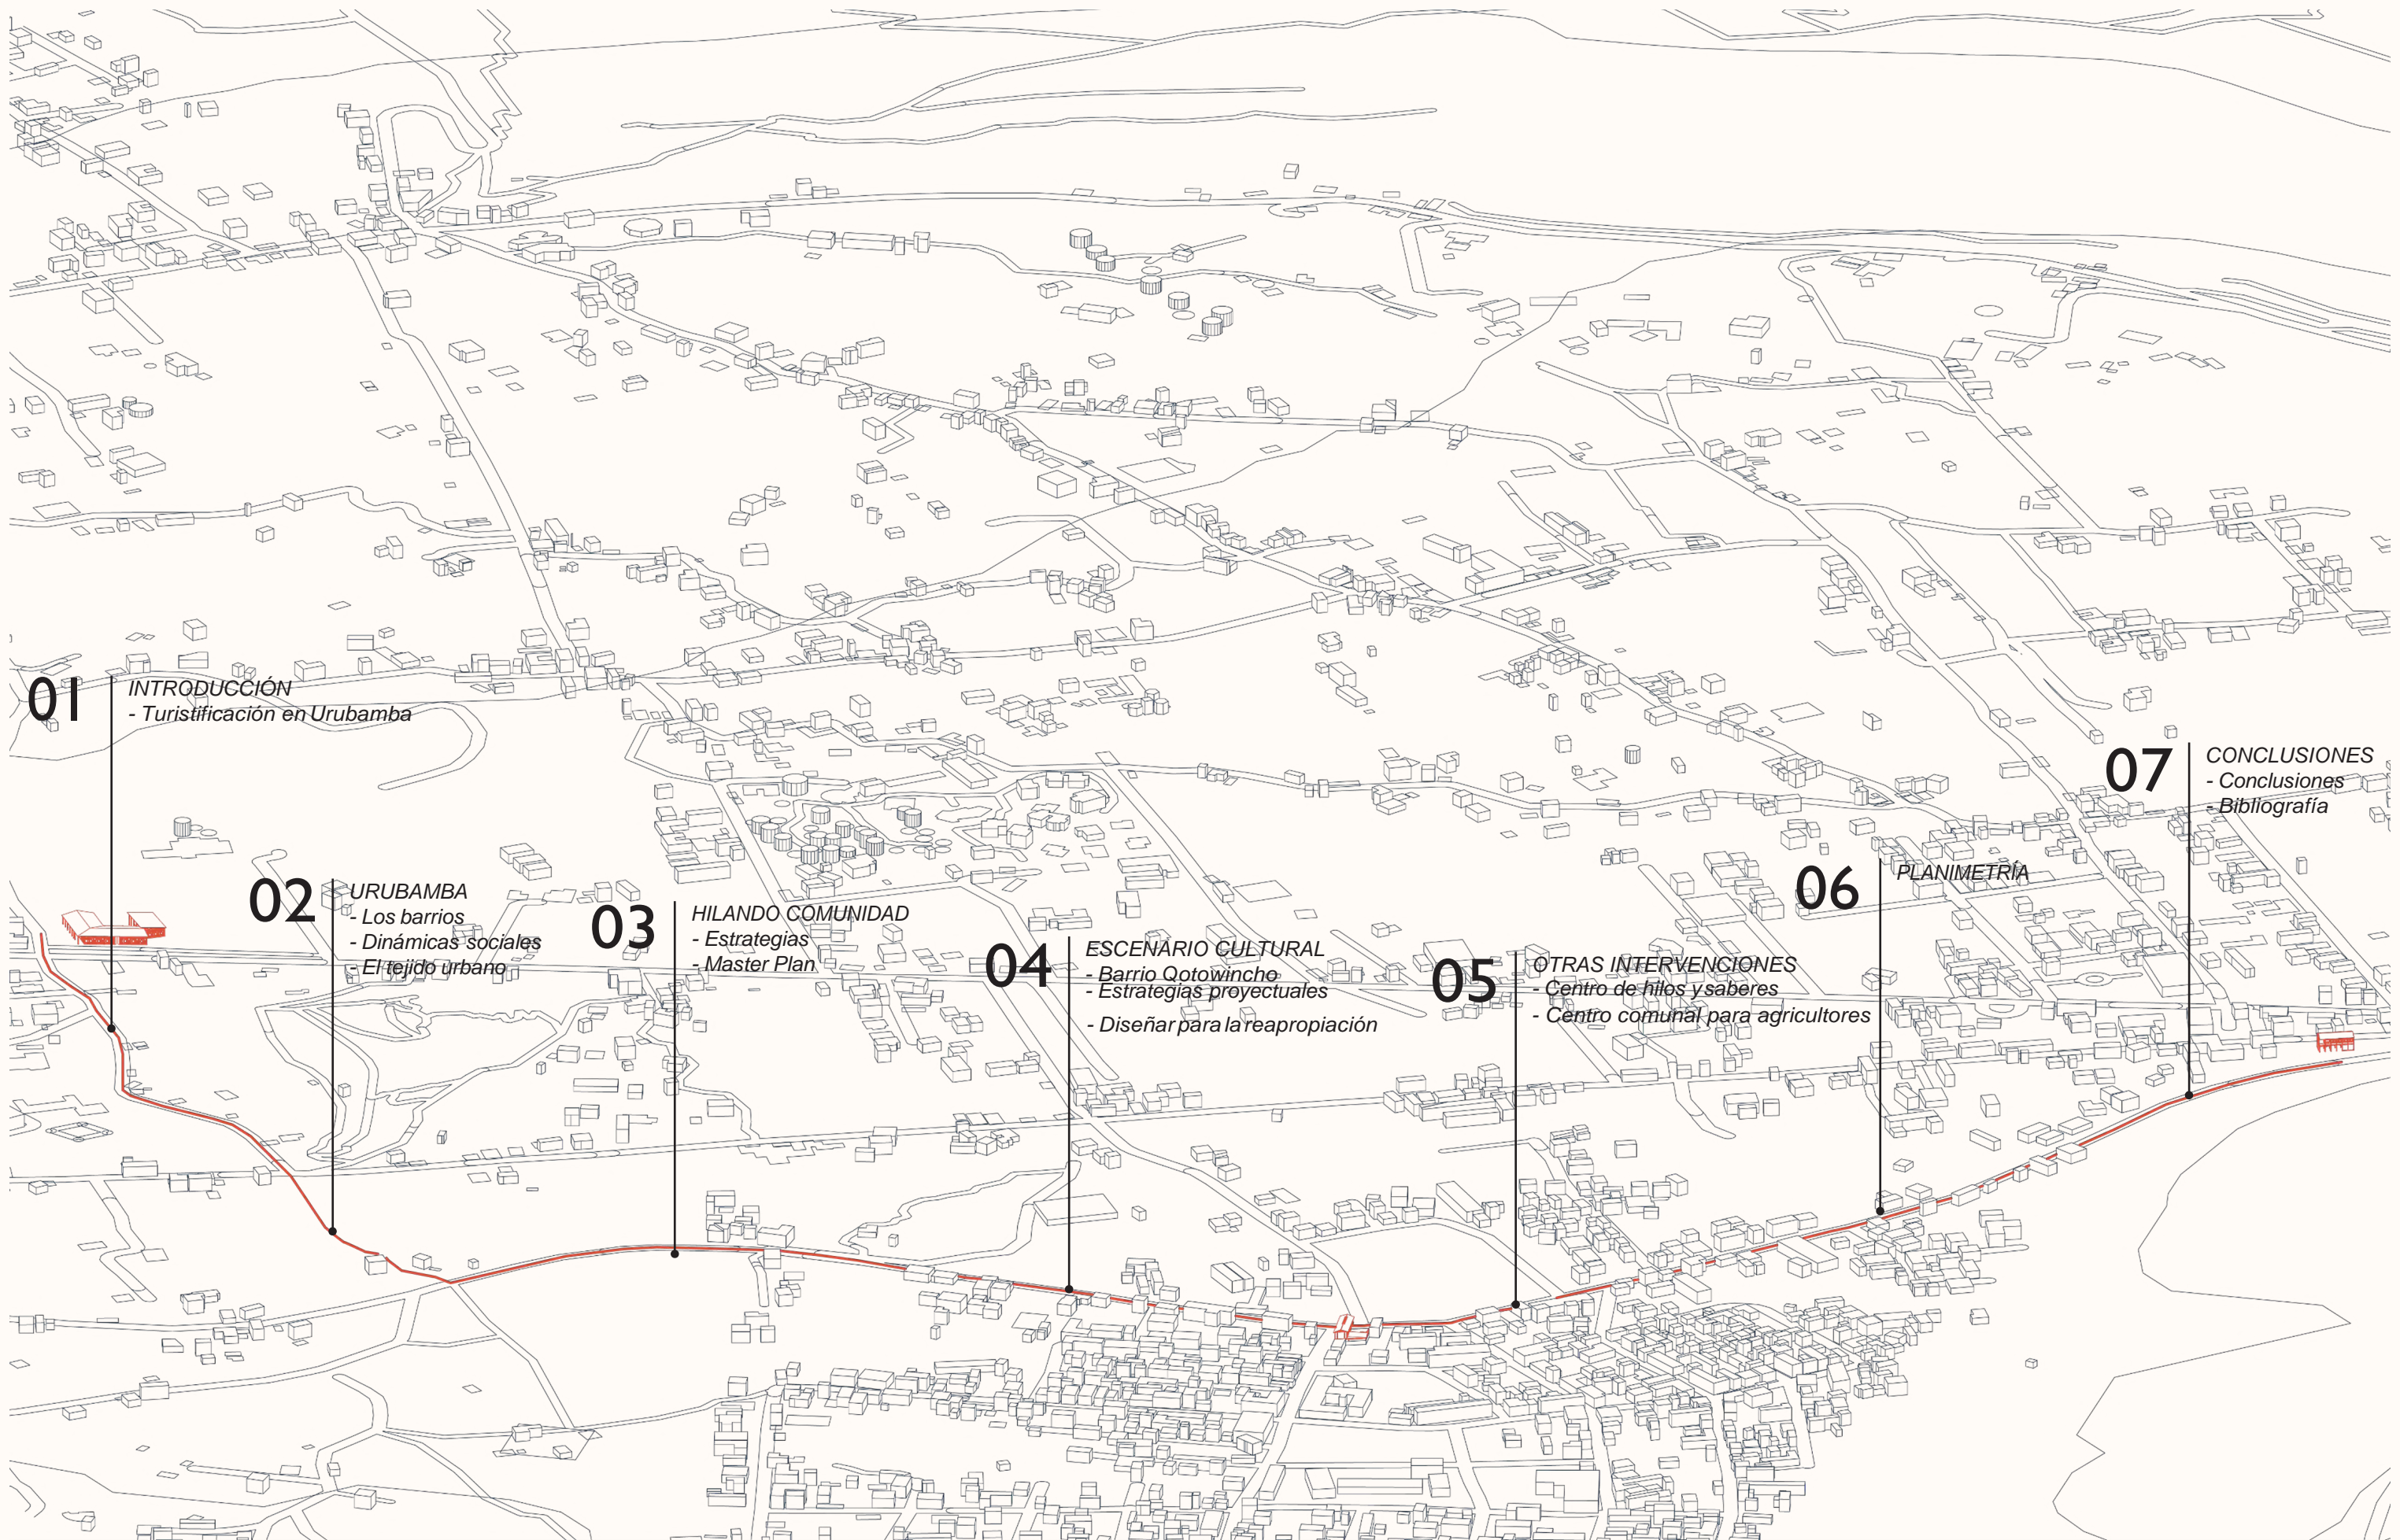 01
INTRODUCCIÓN
- Turistificación en Urubamba
02
URUBAMBA
- Los barrios
- Dinámicas sociales
- El tejido urbano
03
HILANDO COMUNIDAD
- Estrategias
- Master Plan
04
ESCENARIO CULTURAL
- Barrio Qotowincho
- Estrategias proyectuales
- Diseñar para la reapropiación
05
OTRAS INTERVENCIONES
- Centro de hilos y saberes
- Centro comunal para agricultores
06
PLANIMETRÍA
07
CONCLUSIONES
- Conclusiones
- Bibliografía